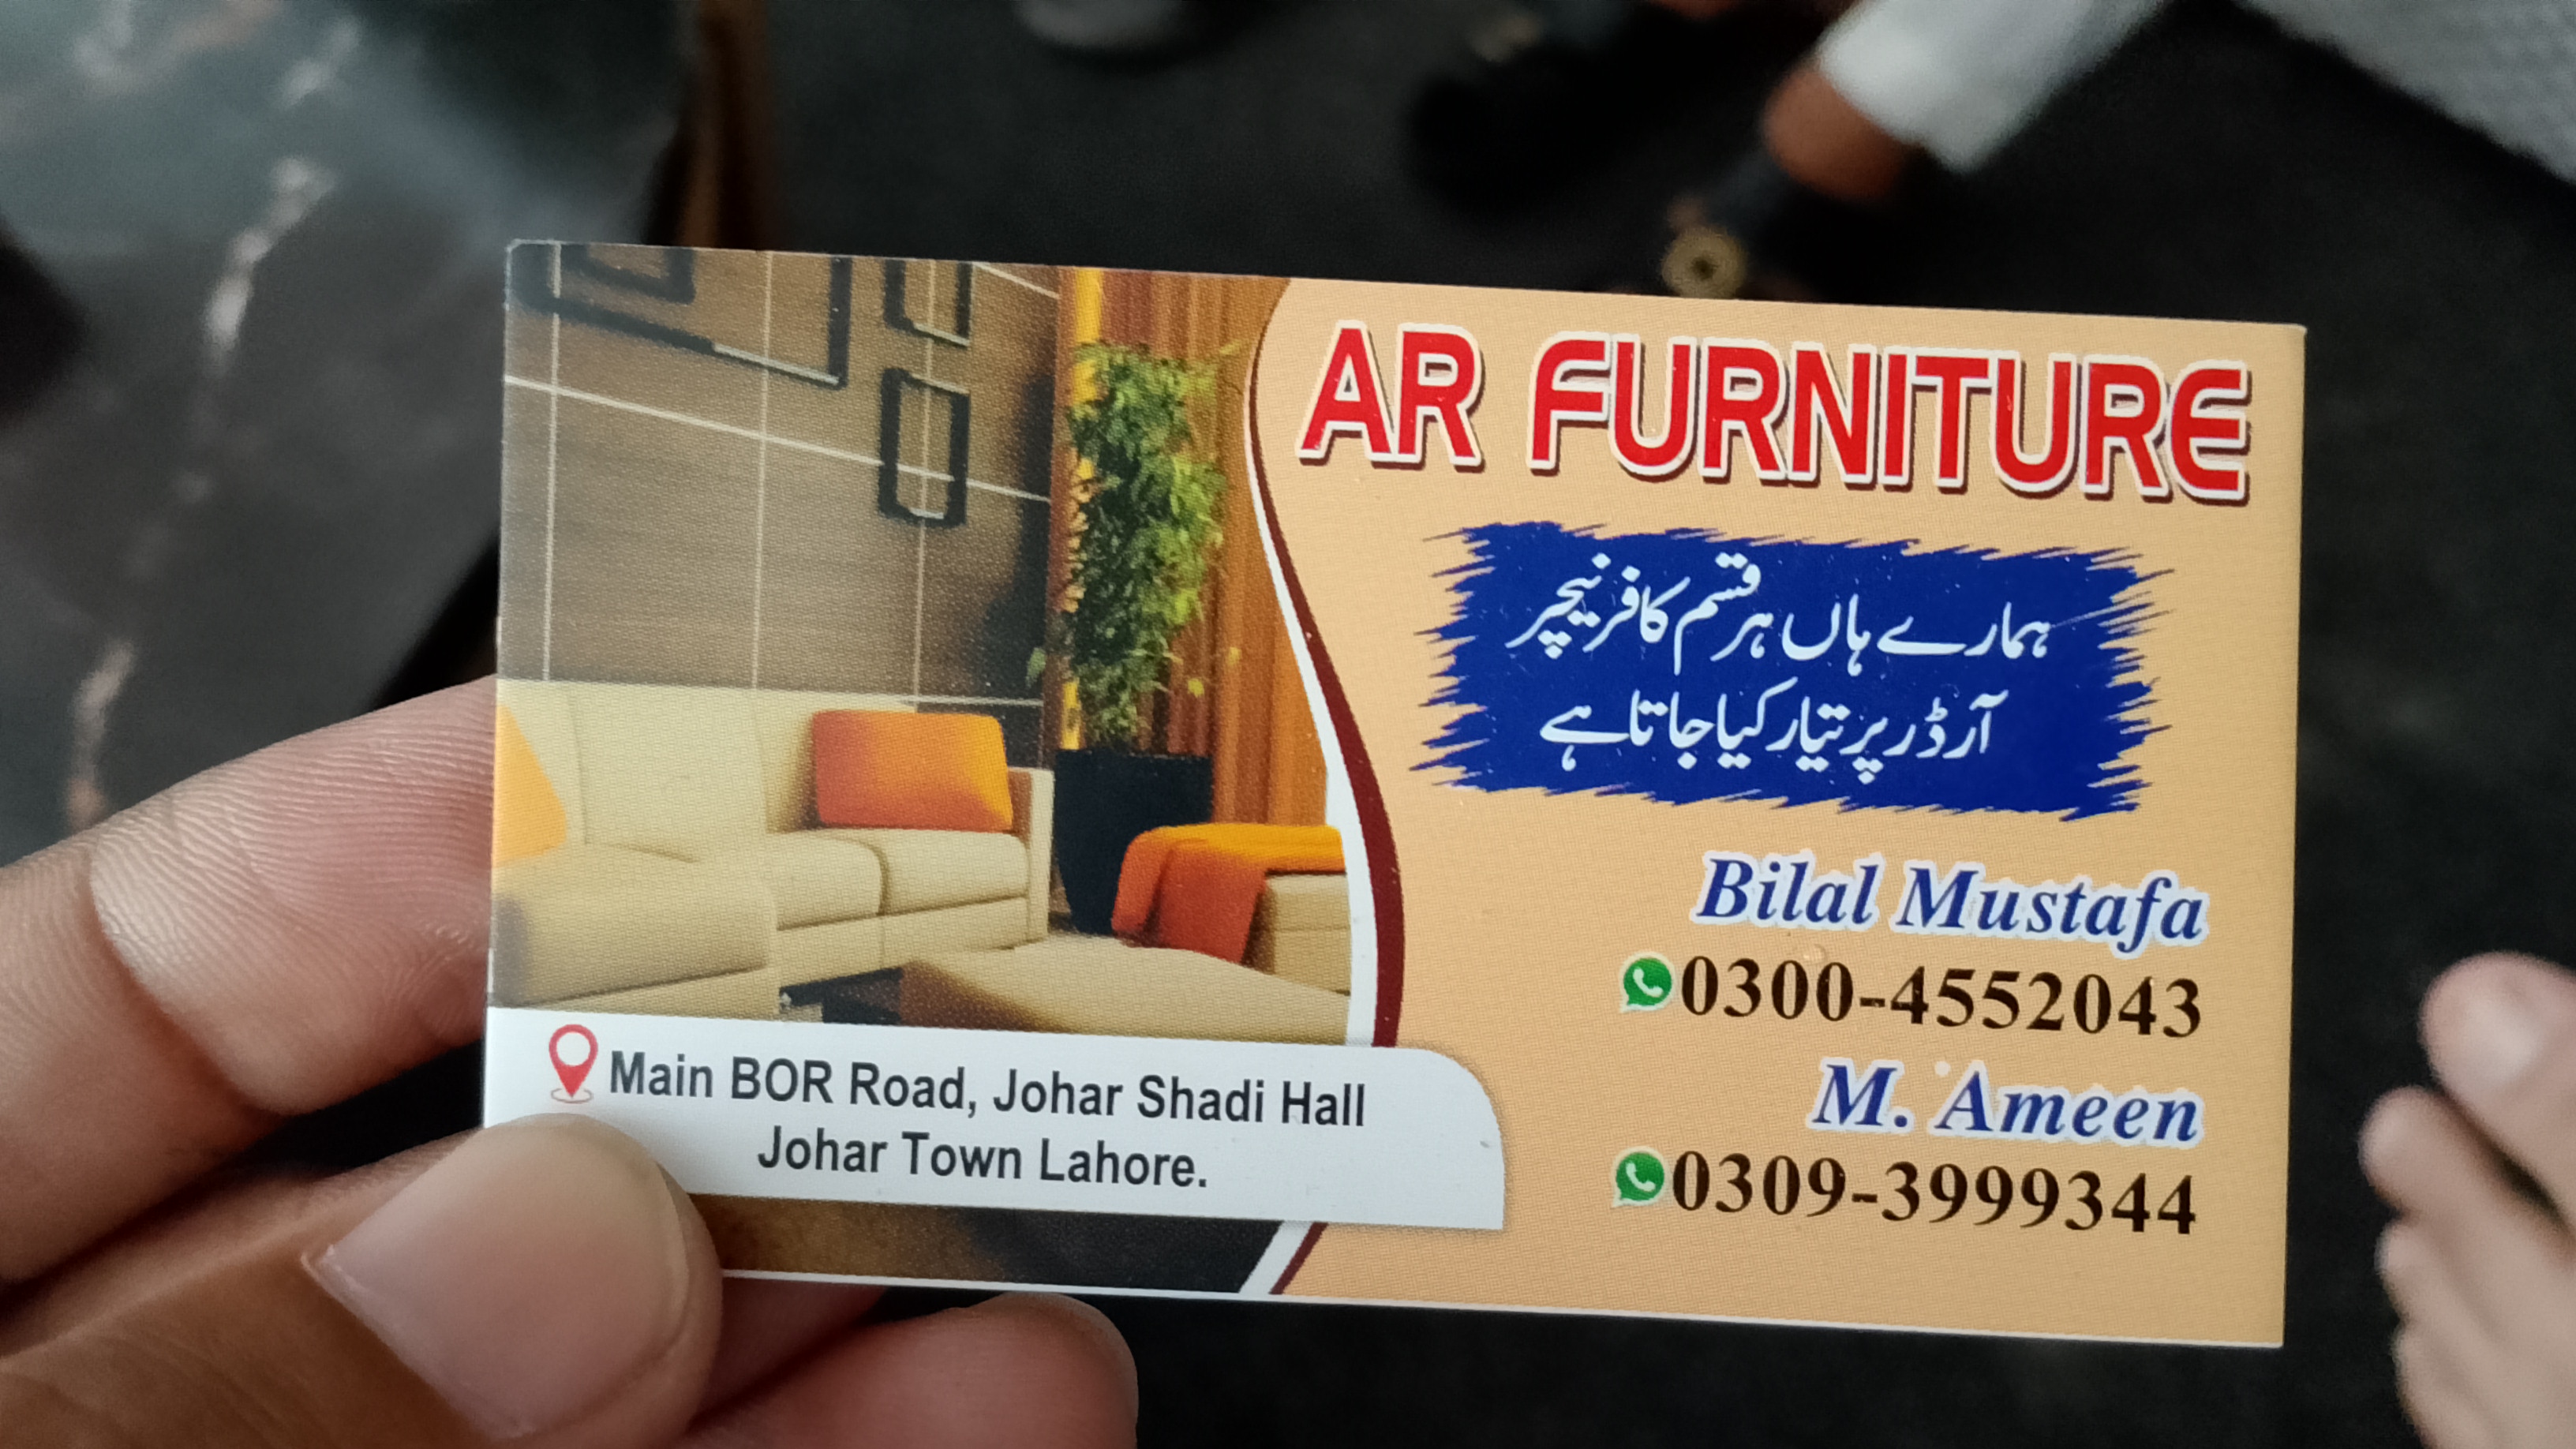 AR FURNITURE
ہمارے ہاں ہر قسم کا فرنیچر
آرڈر پر تیار کیا جاتا ہے
Bilal Mustafa
0300-4552043
M. Ameen
0309-3999344
Main BOR Road, Johar Shadi Hall
Johar Town Lahore.